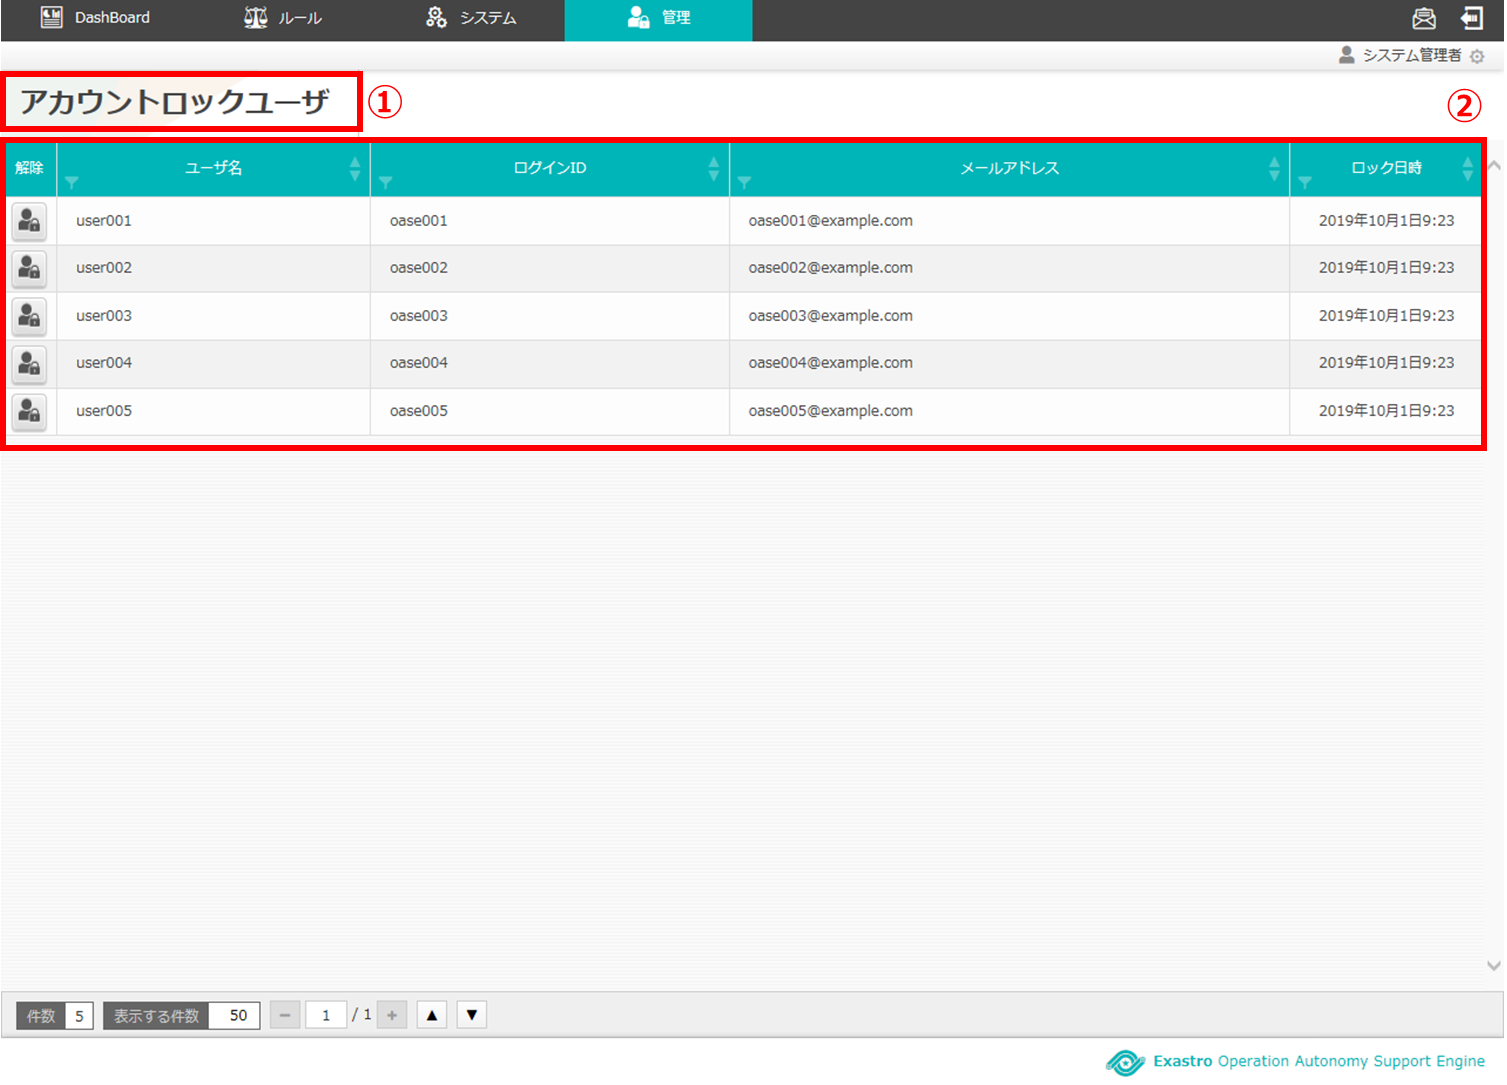 DashBoard ルール システム 管理
システム管理者
アカウントロックユーザ ①
②
解除 ユーザ名 ログインID メールアドレス ロック日時
user001 oase001 oase001@example.com 2019年10月1日9:23
user002 oase002 oase002@example.com 2019年10月1日9:23
user003 oase003 oase003@example.com 2019年10月1日9:23
user004 oase004 oase004@example.com 2019年10月1日9:23
user005 oase005 oase005@example.com 2019年10月1日9:23
件数 5 表示する件数 50 − 1 / 1 + ▲ ▼
Exastro Operation Autonomy Support Engine